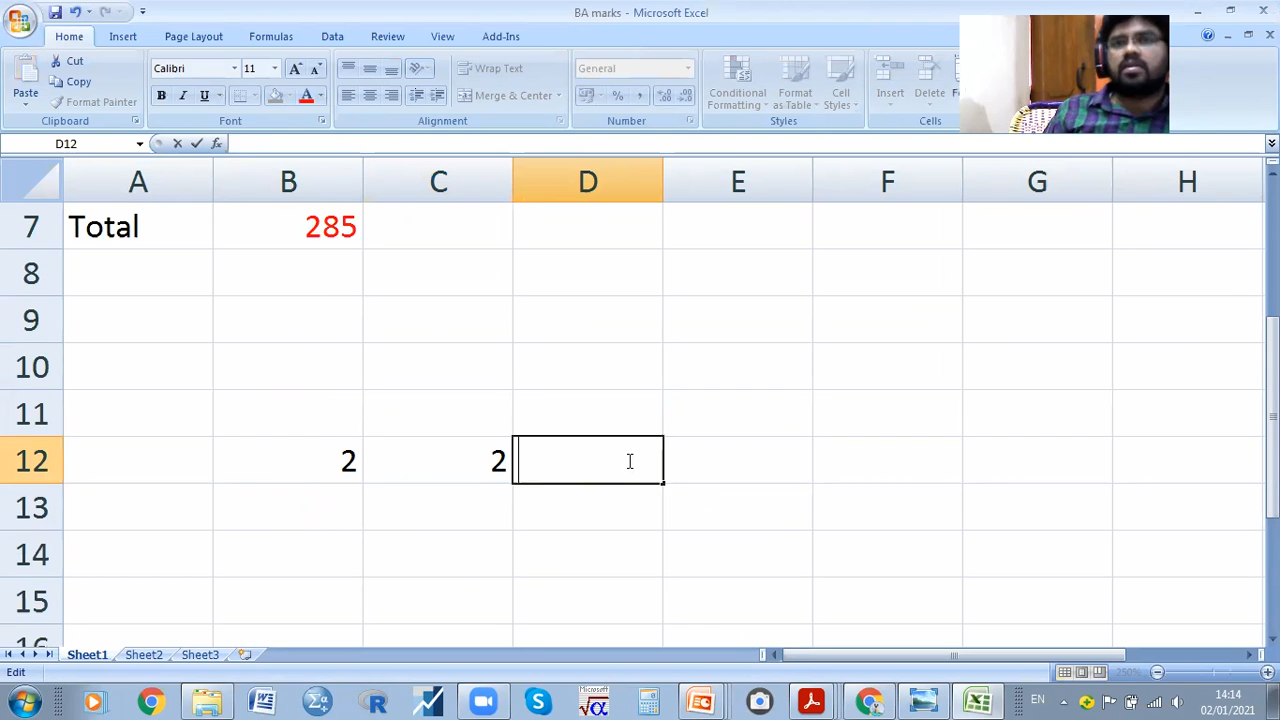 BA marks - Microsoft Excel
Home Insert Page Layout Formulas Data Review View Add-Ins
Paste
Cut
Copy
Format Painter
Calibri 11
B I U
Wrap Text
Merge & Center
General
% ,
Conditional Formatting
Format as Table
Cell Styles
Insert
Delete
Clipboard Font Alignment Number Styles Cells
D12 fx
A B C D E F G H
7 Total 285
8
9
10
11
12 2 2
13
14
15
16
Sheet1 Sheet2 Sheet3
Edit 250%
EN 14:14
02/01/2021